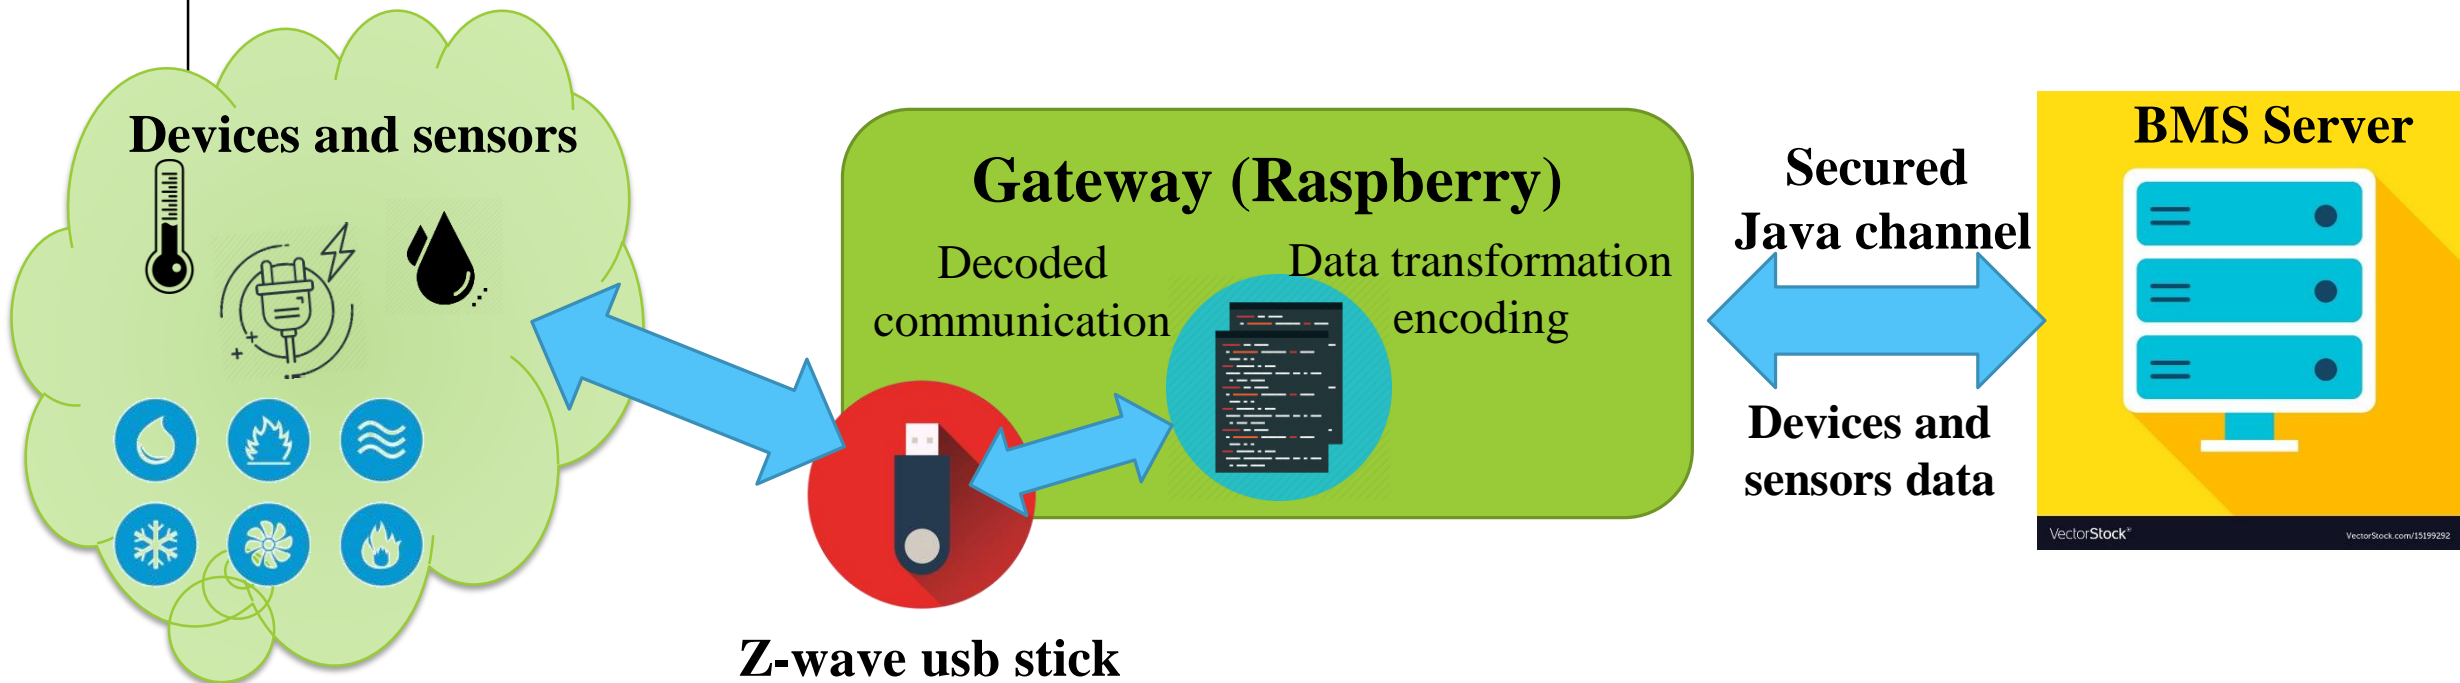 Devices and sensors
Gateway (Raspberry)
Decoded
communication
Data transformation
encoding
Z-wave usb stick
Secured
Java channel
Devices and
sensors data
BMS Server
VectorStock®
VectorStock.com/15199292